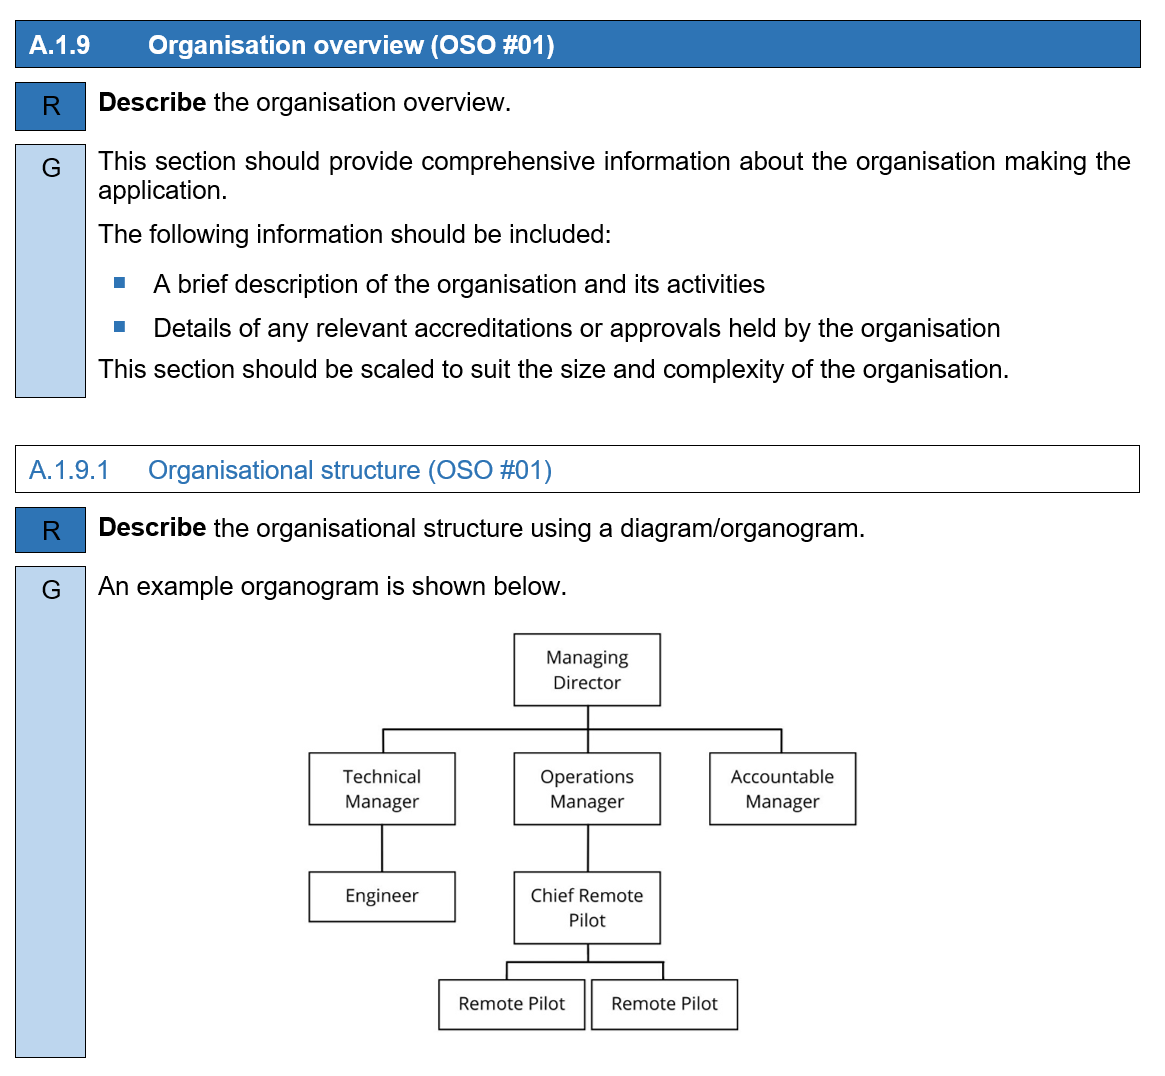 A.1.9 Organisation overview (OSO #01)
R Describe the organisation overview.
G This section should provide comprehensive information about the organisation making the
application.
The following information should be included:
A brief description of the organisation and its activities
Details of any relevant accreditations or approvals held by the organisation
This section should be scaled to suit the size and complexity of the organisation.
A.1.9.1 Organisational structure (OSO #01)
R Describe the organisational structure using a diagram/organogram.
G An example organogram is shown below.
Managing
Director
Technical
Manager
Operations
Manager
Accountable
Manager
Engineer
Chief Remote
Pilot
Remote Pilot
Remote Pilot